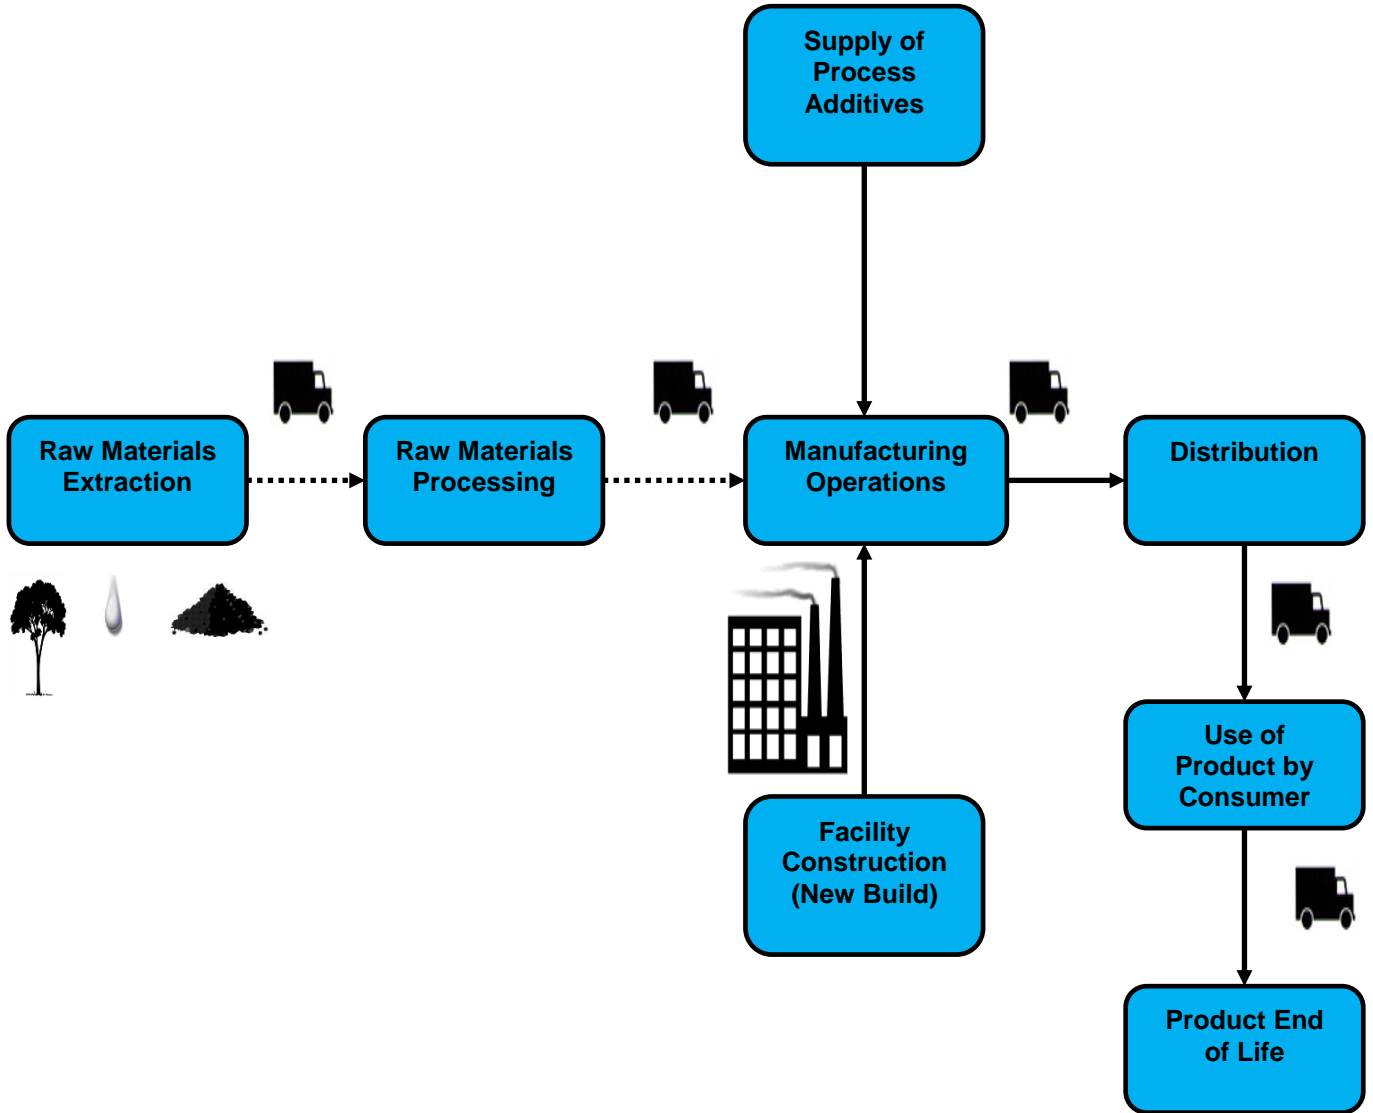 Supply of
Process
Additives
Raw Materials
Extraction
Raw Materials
Processing
Manufacturing
Operations
Distribution
Use of
Product by
Consumer
Facility
Construction
(New Build)
Product End
of Life